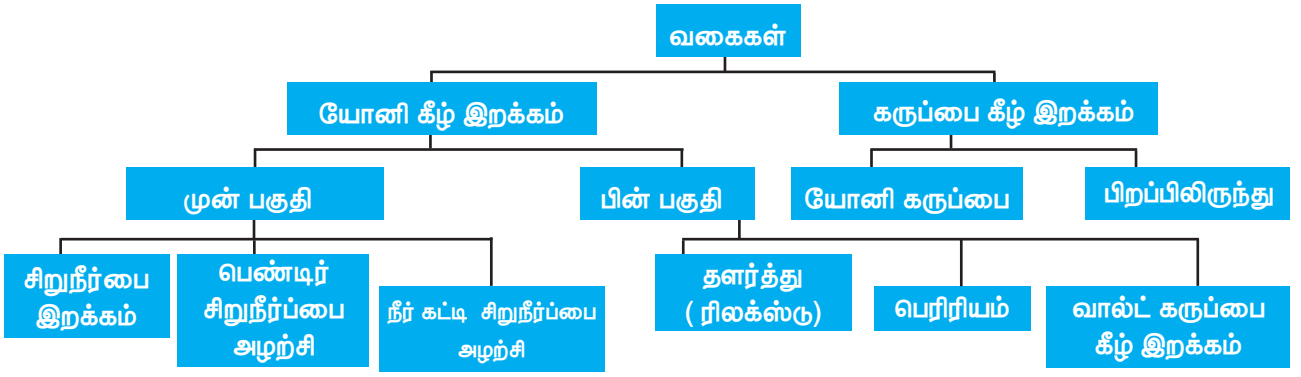 வகைகள்
யோனி கீழ் இறக்கம்
கருப்பை கீழ் இறக்கம்
முன் பகுதி
பின் பகுதி
யோனி கருப்பை
பிறப்பிலிருந்து
சிறுநீர்பை
இறக்கம்
பெண்டிர்
சிறுநீர்ப்பை
அழற்சி
நீர் கட்டி சிறுநீர்ப்பை
அழற்சி
தளர்த்து
( ரிலக்ஸ்டு)
பெரிரியம்
வால்ட் கருப்பை
கீழ் இறக்கம்